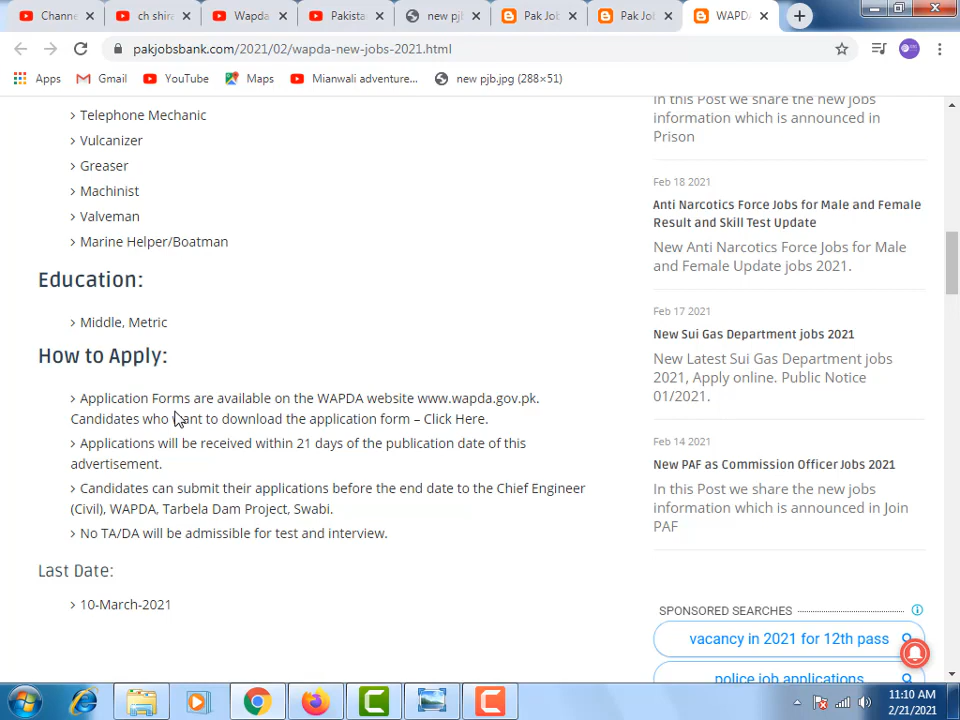 Channe
ch shira
Wapda
Pakista
new pjb
Pak Job
Pak Job
WAPDA
pakjobsbank.com/2021/02/wapda-new-jobs-2021.html
Apps
Gmail
YouTube
Maps
Mianwali adventure...
new pjb.jpg (288×51)
Telephone Mechanic
Vulcanizer
Greaser
Machinist
Valveman
Marine Helper/Boatman
Education:
Middle, Metric
How to Apply:
Application Forms are available on the WAPDA website www.wapda.gov.pk.
Candidates who want to download the application form – Click Here.
Applications will be received within 21 days of the publication date of this
advertisement.
Candidates can submit their applications before the end date to the Chief Engineer
(Civil), WAPDA, Tarbela Dam Project, Swabi.
No TA/DA will be admissible for test and interview.
Last Date:
10-March-2021
In this Post we share the new jobs
information which is announced in
Prison
Feb 18 2021
Anti Narcotics Force Jobs for Male and Female
Result and Skill Test Update
New Anti Narcotics Force Jobs for Male
and Female Update jobs 2021.
Feb 17 2021
New Sui Gas Department jobs 2021
New Latest Sui Gas Department jobs
2021, Apply online. Public Notice
01/2021.
Feb 14 2021
New PAF as Commission Officer Jobs 2021
In this Post we share the new jobs
information which is announced in Join
PAF
SPONSORED SEARCHES
vacancy in 2021 for 12th pass
police job applications
11:10 AM
2/21/2021